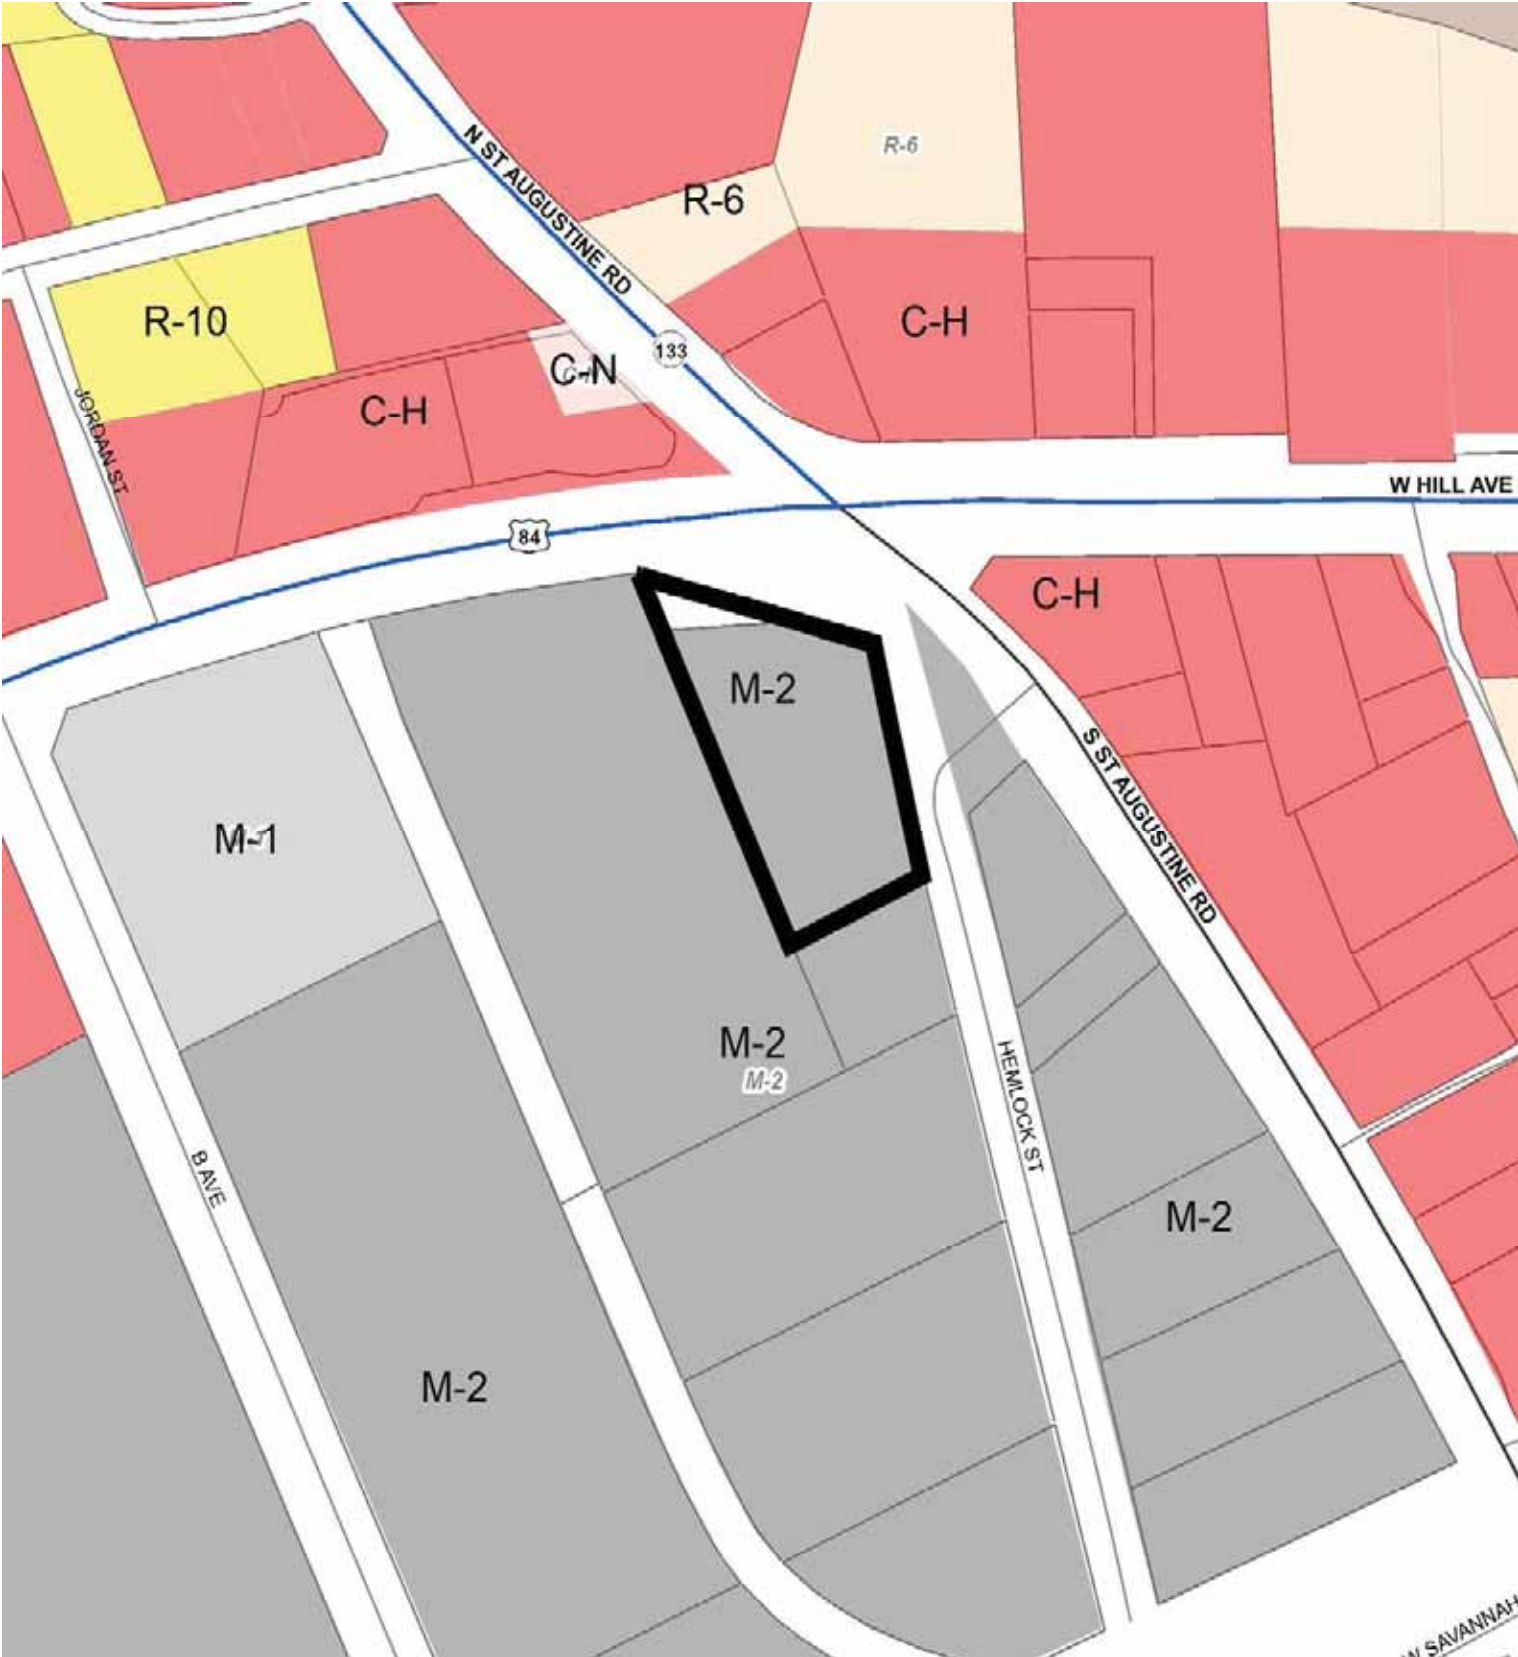 N ST AUGUSTINE RD
R-6
R-6
R-10
133
C-H
C-N
C-H
JORDAN ST
W HILL AVE
84
C-H
M-2
S ST AUGUSTINE RD
M-1
M-2
M-2
HEMLOCK ST
B AVE
M-2
M-2
W SAVANNAH